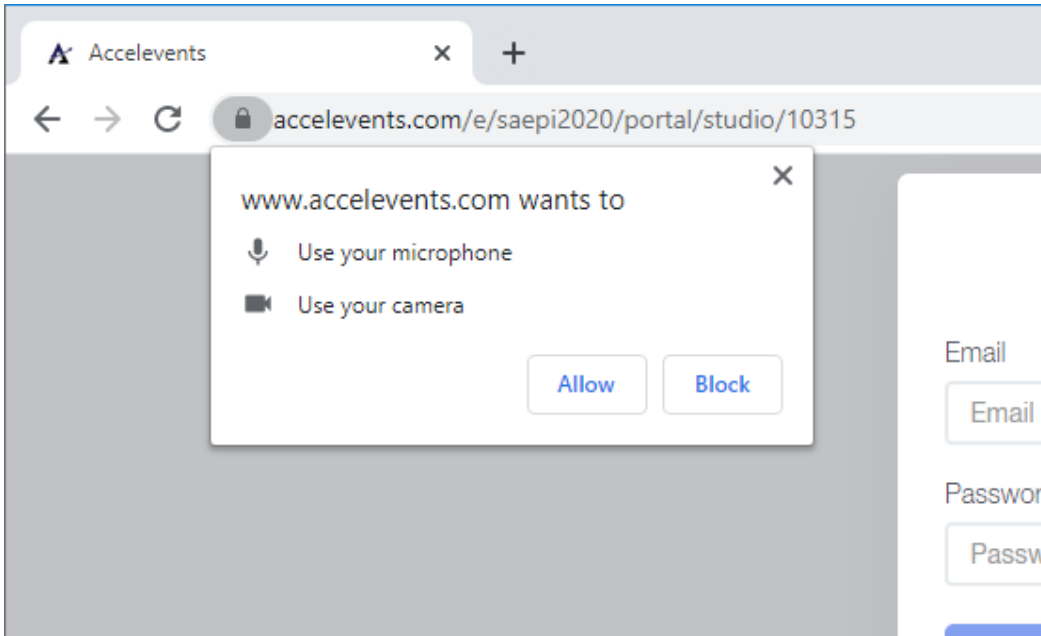 Accelevents
accelevents.com/e/saepi2020/portal/studio/10315
www.accelevents.com wants to
Use your microphone
Use your camera
Allow Block
Email
Email
Passwor
Passw